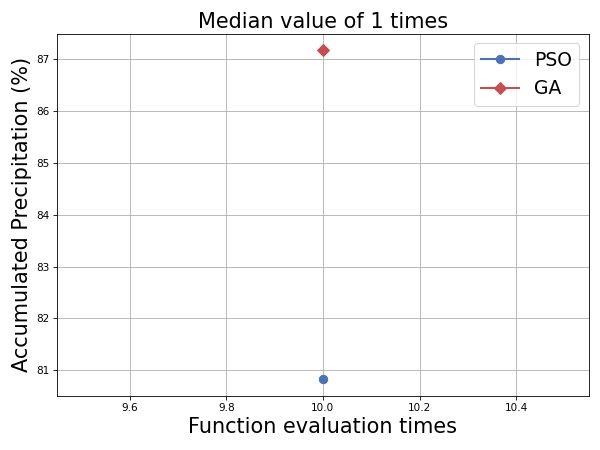 Median value of 1 times
PSO
GA
Accumulated Precipitation (%)
87
86
85
84
83
82
81
9.6 9.8 10.0 10.2 10.4
Function evaluation times